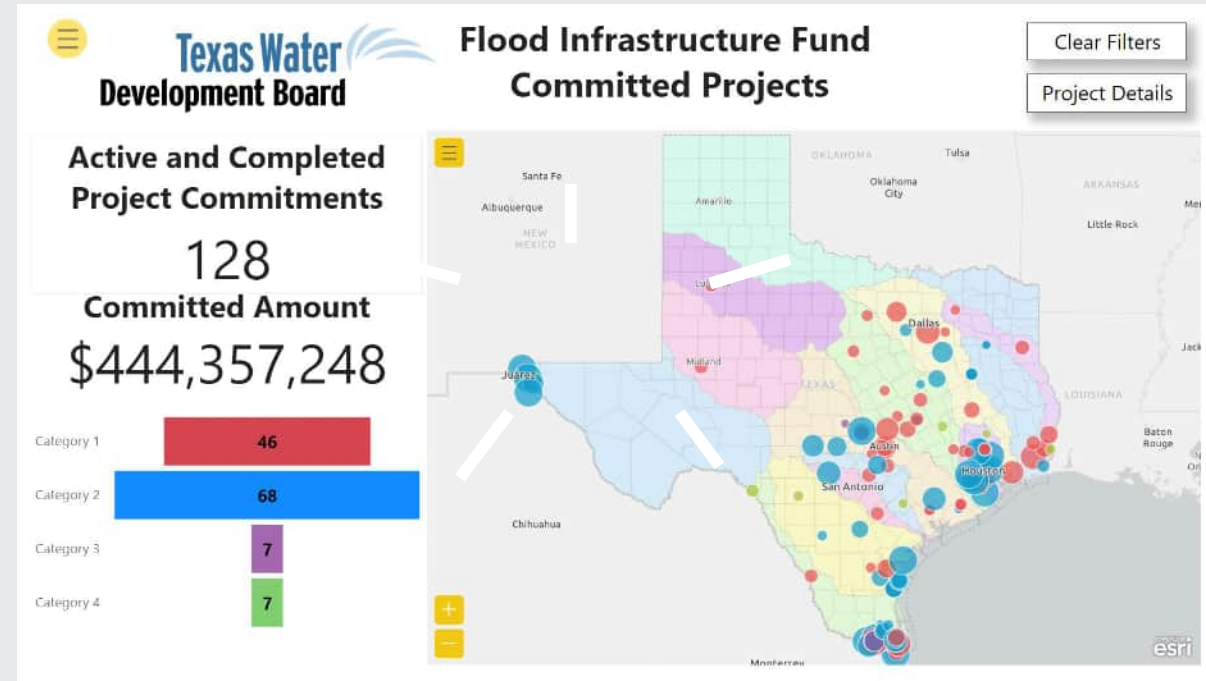 Texas Water
Development Board
Flood Infrastructure Fund
Committed Projects
Clear Filters
Project Details
Active and Completed
Project Commitments
128
Committed Amount
$444,357,248
Category 1
46
Category 2
68
Category 3
7
Category 4
7
OKLAHOMA
Tulsa
Santa Fe
Oklahoma
City
ARKANSAS
Amarillo
Albuquerque
Little Rock
NEW
MEXICO
Dallas
Midland
Juárez
TEXAS
LOUISIANA
Austin
Baton
Rouge
Houston
San Antonio
Chihuahua
Monterrey
esri